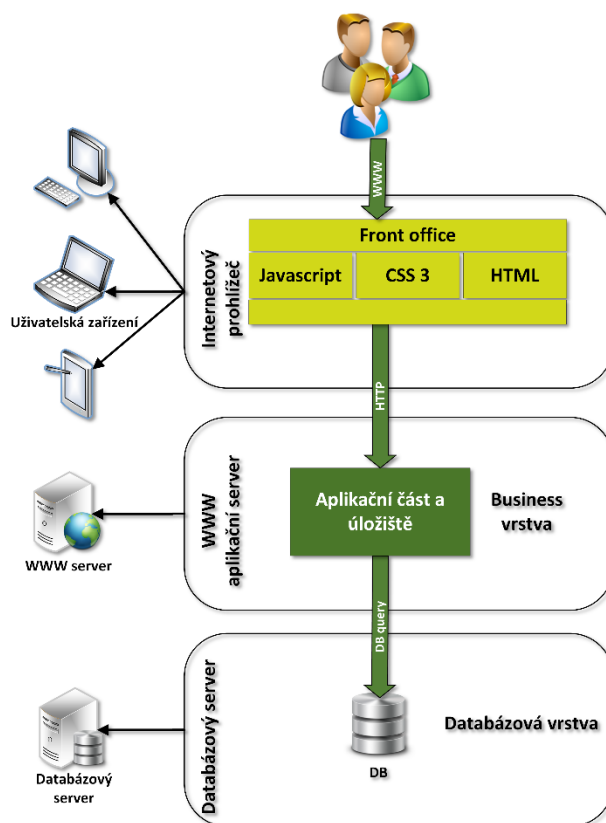 WWW
Front office
Javascript
CSS 3
HTML
Internetový
prohlížeč
Uživatelská zařízení
HTTP
WWW
aplikační server
Aplikační část a
úložiště
Business
vrstva
WWW server
DB query
Databázový server
Databázová vrstva
DB
Databázový
server